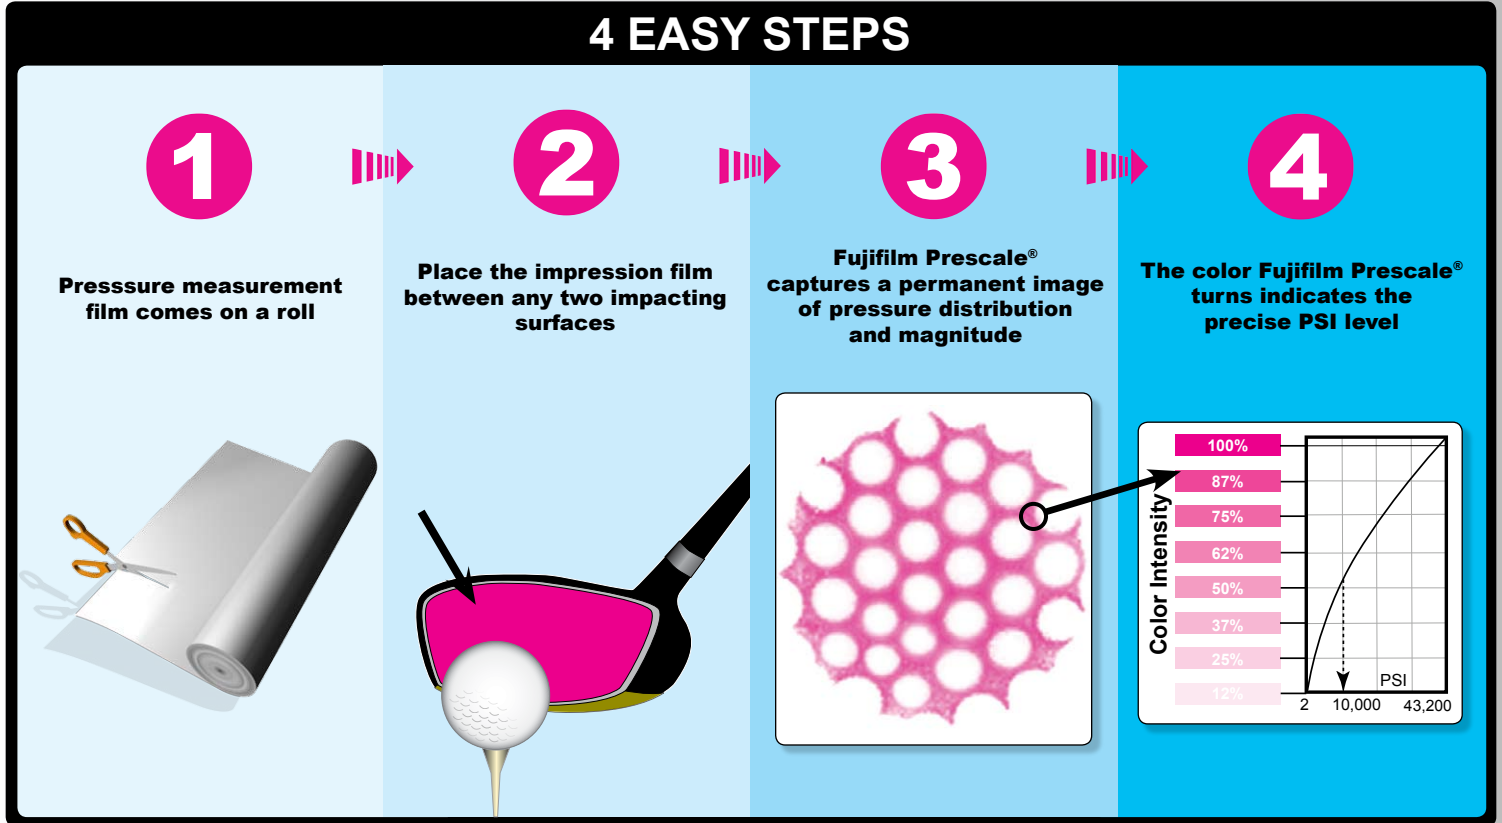 4 EASY STEPS
1
Presssure measurement
film comes on a roll
2
Place the impression film
between any two impacting
surfaces
3
Fujifilm Prescale®
captures a permanent image
of pressure distribution
and magnitude
4
The color Fujifilm Prescale®
turns indicates the
precise PSI level
Color Intensity
100%
87%
75%
62%
50%
37%
25%
12%
PSI
2 10,000 43,200